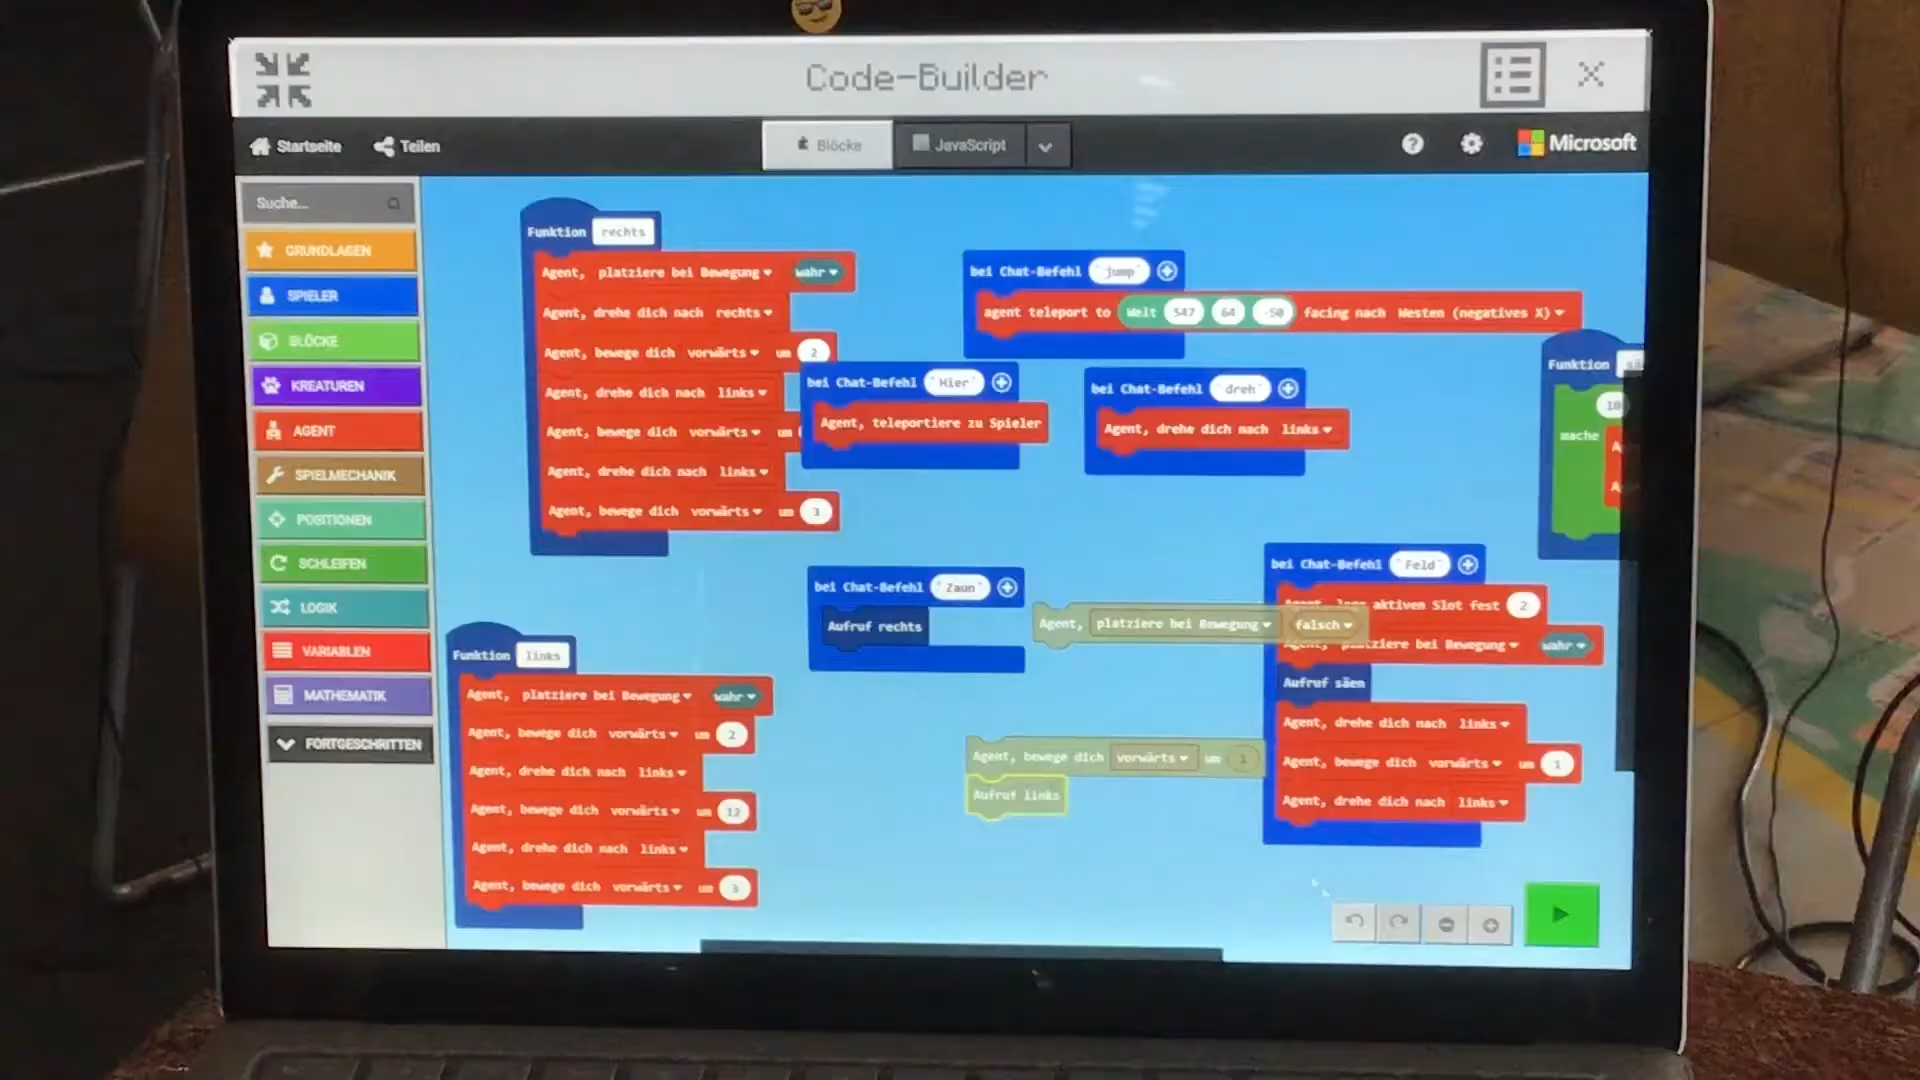 Code-Builder
Startseite
Teilen
Blöcke
JavaScript
?
Microsoft
Suche...
GRUNDLAGEN
SPIELER
BLÖCKE
KREATUREN
AGENT
SPIELMECHANIK
POSITIONEN
SCHLEIFEN
LOGIK
VARIABLEN
MATHEMATIK
FORTGESCHRITTEN
Funktion rechts
Agent, platziere bei Bewegung wahr
Agent, drehe dich nach rechts
Agent, bewege dich vorwärts um 2
Agent, drehe dich nach links
Agent, bewege dich vorwärts um
Agent, drehe dich nach links
Agent, bewege dich vorwärts um 3
bei Chat-Befehl "jump"
agent teleport to Welt 547 64 -50 facing nach Westen (negatives X)
bei Chat-Befehl "Hier"
Agent, teleportiere zu Spieler
bei Chat-Befehl "dreh"
Agent, drehe dich nach links
Funktion
10
mache
bei Chat-Befehl "Zaun"
Aufruf rechts
Agent, platziere bei Bewegung falsch
bei Chat-Befehl "Feld"
aktiven Slot fest 2
platziere bei Bewegung wahr
Aufruf säen
Agent, drehe dich nach links
Agent, bewege dich vorwärts um 1
Agent, drehe dich nach links
Funktion links
Agent, platziere bei Bewegung wahr
Agent, bewege dich vorwärts um 2
Agent, drehe dich nach links
Agent, bewege dich vorwärts um 12
Agent, drehe dich nach links
Agent, bewege dich vorwärts um 3
Agent, bewege dich vorwärts um 1
Aufruf links